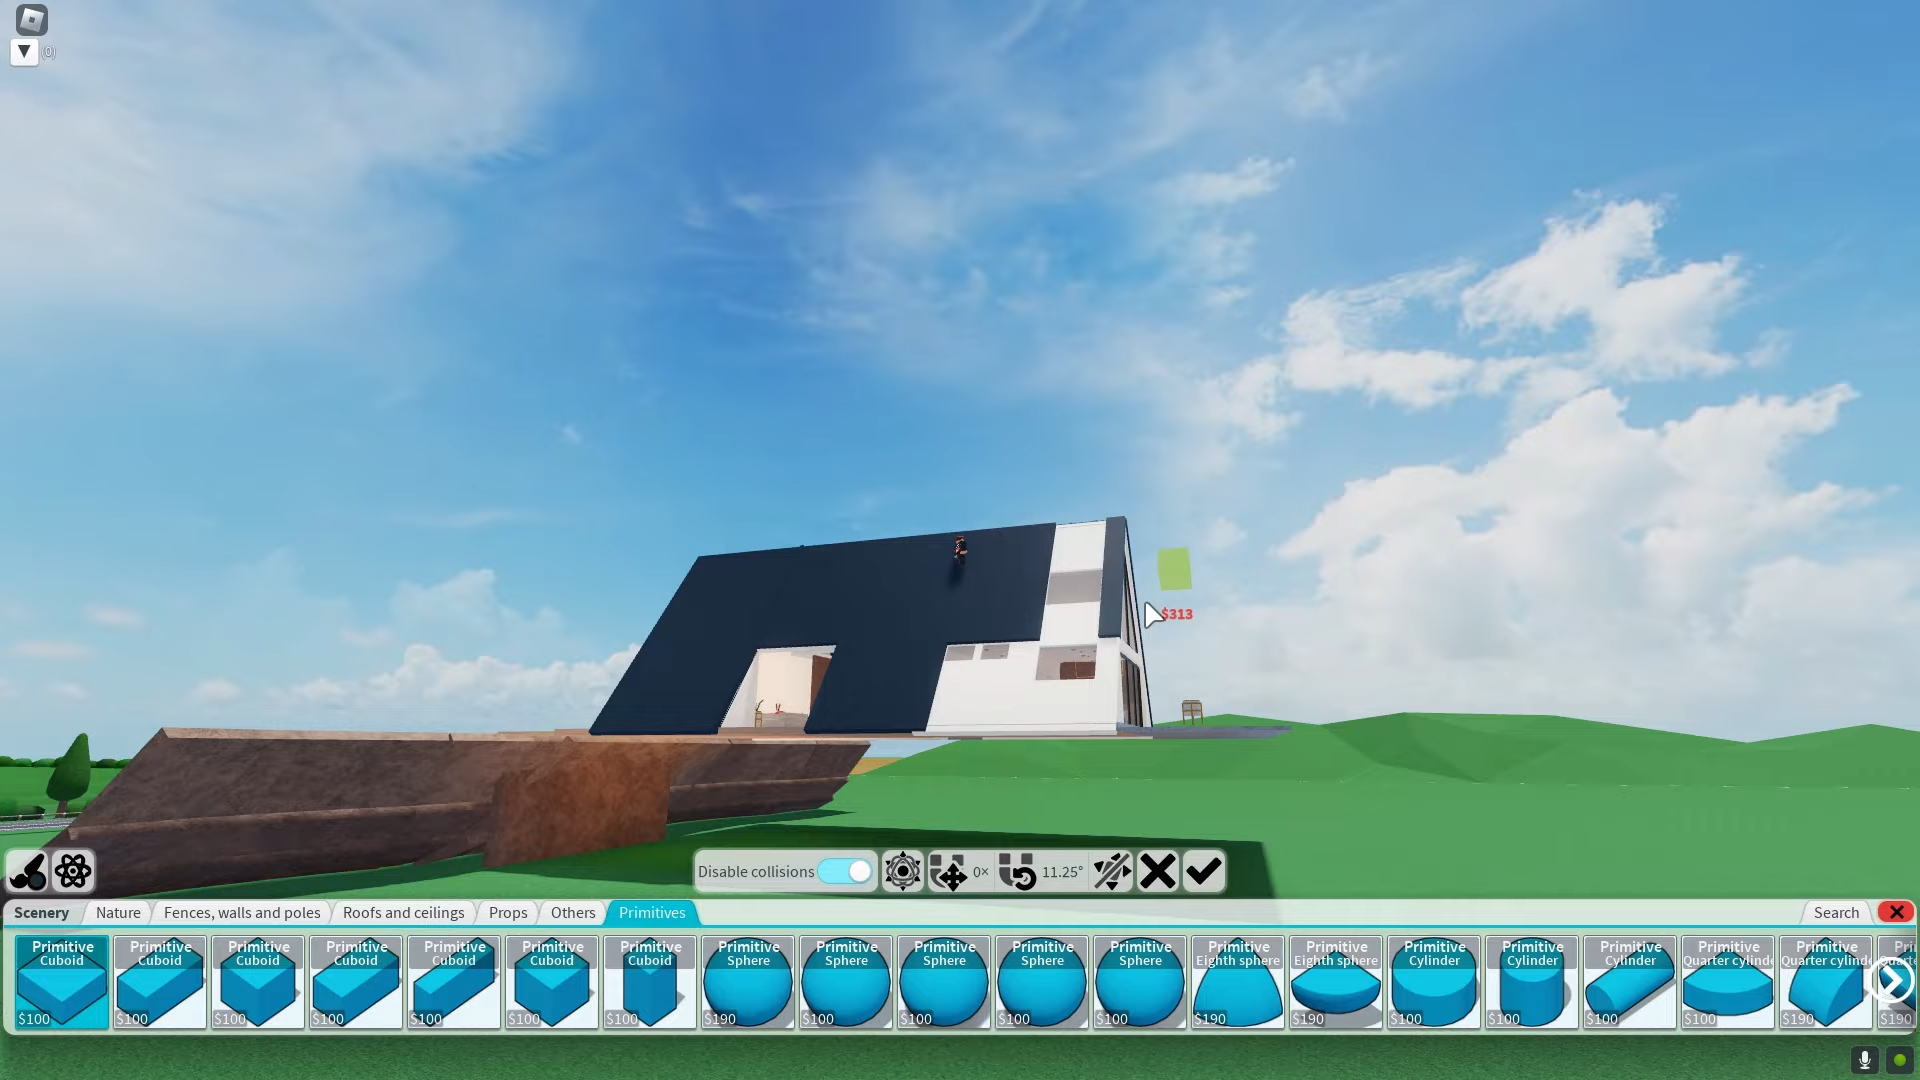 (0)
$313
Disable collisions
0×
11.25°
Scenery
Nature
Fences, walls and poles
Roofs and ceilings
Props
Others
Primitives
Search
Primitive Cuboid
$100
Primitive Cuboid
$100
Primitive Cuboid
$100
Primitive Cuboid
$100
Primitive Cuboid
$100
Primitive Cuboid
$100
Primitive Cuboid
$100
Primitive Sphere
$190
Primitive Sphere
$100
Primitive Sphere
$100
Primitive Sphere
$100
Primitive Sphere
$100
Primitive Eighth sphere
$190
Primitive Eighth sphere
$190
Primitive Cylinder
$100
Primitive Cylinder
$100
Primitive Cylinder
$100
Primitive Quarter cylinde
$100
Primitive Quarter cylind
$190
$190